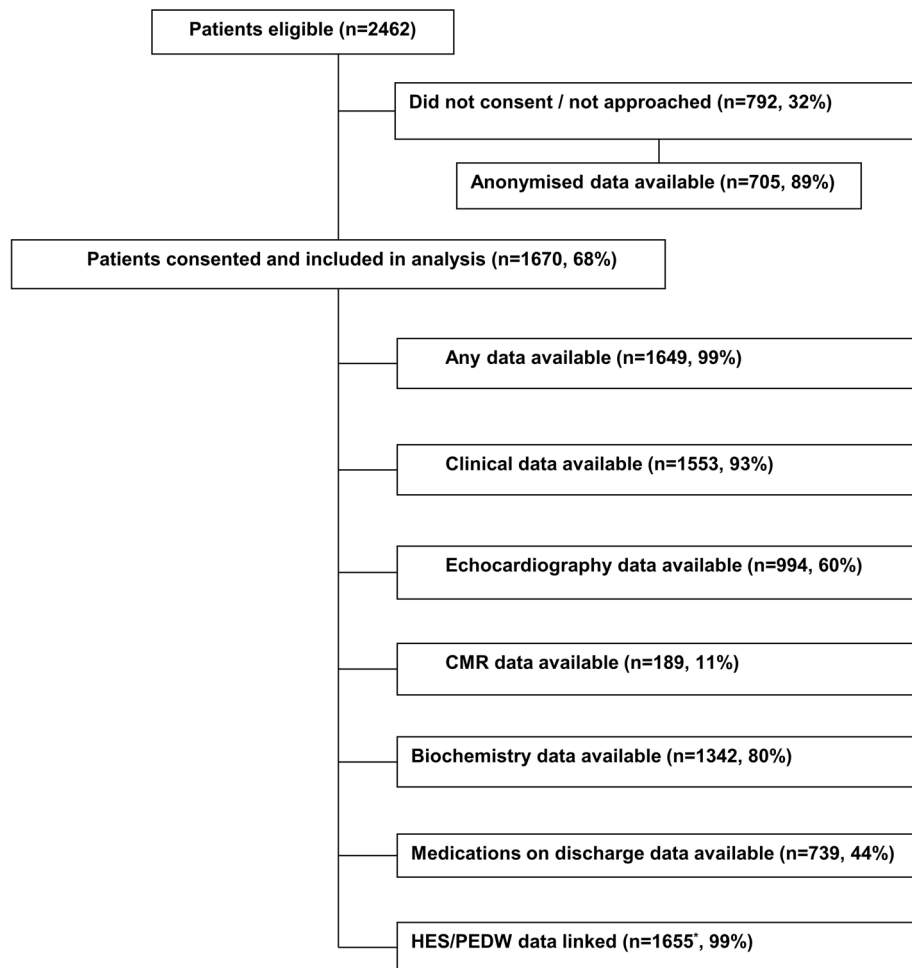 Patients eligible (n=2462)
Did not consent / not approached (n=792, 32%)
Anonymised data available (n=705, 89%)
Patients consented and included in analysis (n=1670, 68%)
Any data available (n=1649, 99%)
Clinical data available (n=1553, 93%)
Echocardiography data available (n=994, 60%)
CMR data available (n=189, 11%)
Biochemistry data available (n=1342, 80%)
Medications on discharge data available (n=739, 44%)
HES/PEDW data linked (n=1655*, 99%)